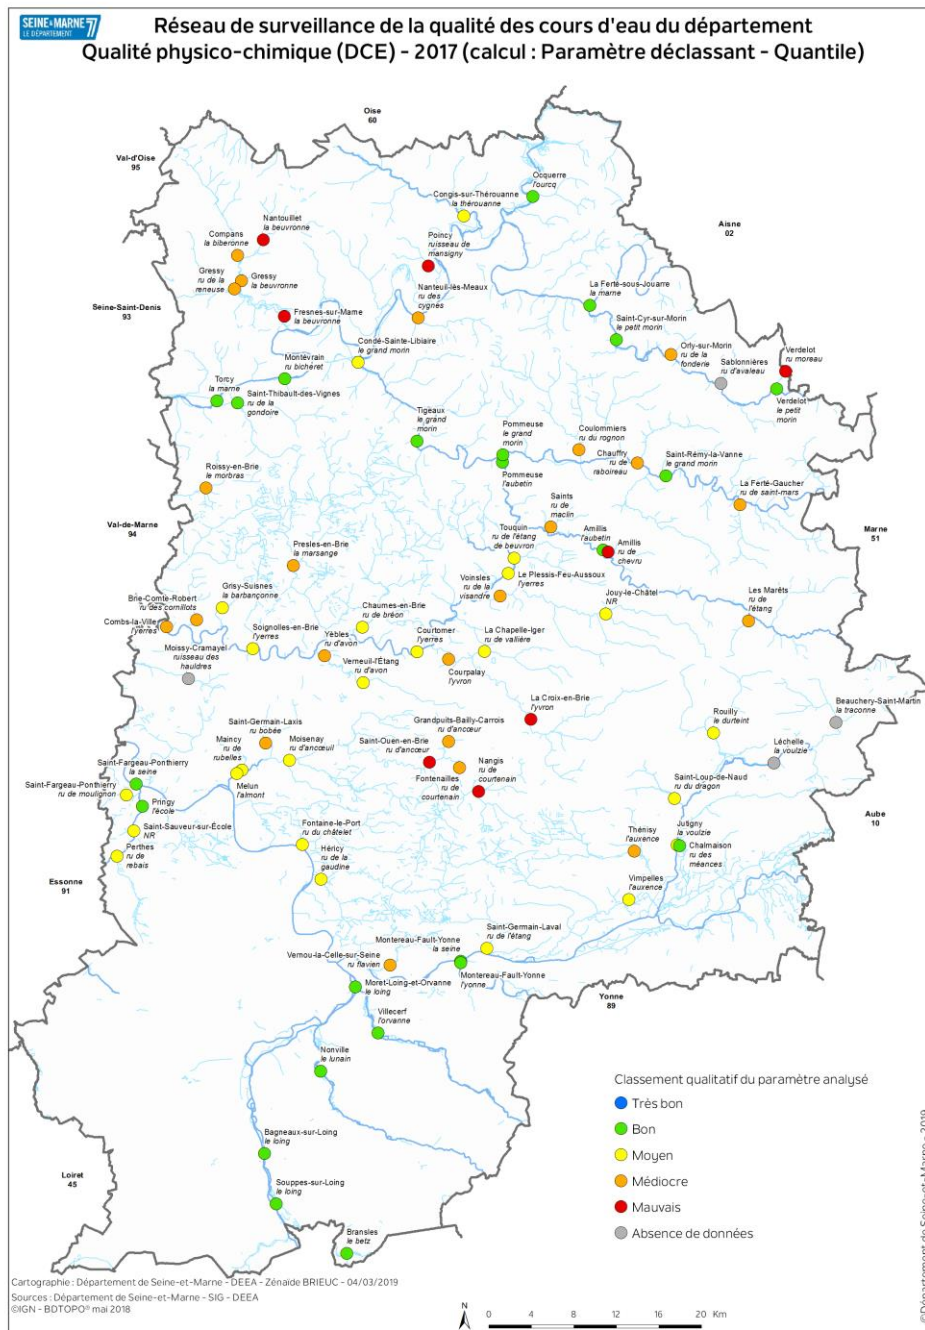 SEINE&MARNE 77
LE DÉPARTEMENT
Réseau de surveillance de la qualité des cours d'eau du département
Qualité physico-chimique (DCE) - 2017 (calcul : Paramètre déclassant - Quantile)
Oise
60
Val-d'Oise
95
Ocquerre
l'ourcq
Congis-sur-Thérouanne
la thérouanne
Aisne
02
Nantouillet
la beuvronne
Compans
la biberonne
Poincy
ruisseau de
mansigny
Gressy
ru de la
reneuse
Gressy
la beuvronne
Nanteuil-lès-Meaux
ru des
cygnes
La Ferté-sous-Jouarre
la marne
Seine-Saint-Denis
93
Fresnes-sur-Marne
la beuvronne
Saint-Cyr-sur-Morin
le petit morin
Condé-Sainte-Libiaire
le grand morin
Orly-sur-Morin
ru de la
fonderie
Sablonnières
ru d'avaleau
Verdelot
ru moreau
Montévrain
ru bicheret
Torcy
la marne
Saint-Thibault-des-Vignes
ru de la
gondoire
Verdelot
le petit
morin
Tigeaux
le grand
morin
Pommeuse
le grand
morin
Coulommiers
ru du rognon
Chauffry
ru de
raboireau
Saint-Rémy-la-Vanne
le grand morin
Pommeuse
l'aubetin
Roissy-en-Brie
le morbras
La Ferté-Gaucher
ru de saint-mars
Saints
ru de
maclin
Val-de-Marne
94
Touquin
ru de l'étang
de beuvron
Amillis
l'aubetin
Amillis
ru de
chevru
Marne
51
Presles-en-Brie
la marsange
Voinsles
ru de la
visandre
Le Plessis-Feu-Aussoux
l'yerres
Jouy-le-Châtel
NR
Les Marêts
ru de
l'étang
Grisy-Suisnes
la barbançonne
Brie-Comte-Robert
ru des cornillots
Combs-la-Ville
l'yerres
Chaumes-en-Brie
ru de bréon
Soignolles-en-Brie
l'yerres
Yèbles
ru d'avon
Courtomer
l'yerres
La Chapelle-Iger
ru de vallière
Moissy-Cramayel
ruisseau des
hauldres
Verneuil-l'Étang
ru d'avon
Courpalay
l'yvron
La Croix-en-Brie
l'yvron
Rouilly
le durteint
Beauchery-Saint-Martin
la traconne
Saint-Germain-Laxis
ru bobée
Grandpuits-Bailly-Carrois
ru d'ancoeur
Maincy
ru de
rubelles
Moisenay
ru d'ancœuil
Saint-Ouen-en-Brie
ru d'ancœur
Léchelle
la voulzie
Saint-Fargeau-Ponthierry
la seine
Nangis
ru de
courtenain
Saint-Loup-de-Naud
ru du dragon
Saint-Fargeau-Ponthierry
ru de moulignon
Melun
l'almont
Fontenailles
ru de
courtenain
Pringy
l'école
Aube
10
Saint-Sauveur-sur-École
NR
Fontaine-le-Port
ru du châtelet
Thénisy
l'auxence
Jutigny
la voulzie
Chalmaison
ru des
méances
Perthes
ru de
rebais
Héricy
ru de la
gaudine
Essonne
91
Vimpelles
l'auxence
Saint-Germain-Laval
ru de l'étang
Montereau-Fault-Yonne
la seine
Vernou-la-Celle-sur-Seine
ru flavien
Montereau-Fault-Yonne
l'yonne
Moret-Loing-et-Orvanne
le loing
Yonne
89
Villecerf
l'orvanne
Nonville
le lunain
Bagneaux-sur-Loing
le loing
Loiret
45
Souppes-sur-Loing
le loing
Bransles
le betz
Classement qualitatif du paramètre analysé
Très bon
Bon
Moyen
Médiocre
Mauvais
Absence de données
Cartographie : Département de Seine-et-Marne - DEEA - Zénaïde BRIEUC - 04/03/2019
Sources : Département de Seine-et-Marne - SIG - DEEA
©IGN - BDTOPO® mai 2018
N
0 4 8 12 16 20 Km
©Département de Seine-et-Marne - 2019